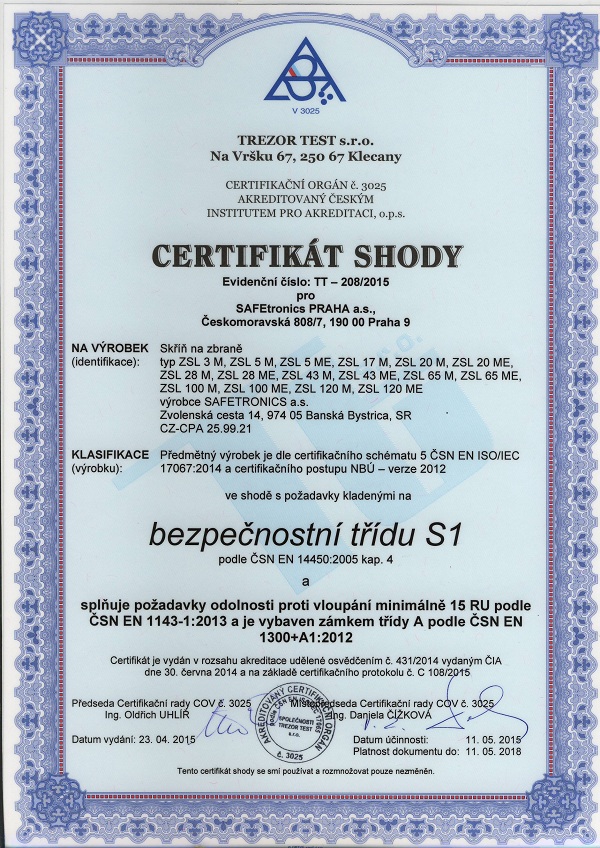 V 3025
TREZOR TEST s.r.o.
Na Vršku 67, 250 67 Klecany
CERTIFIKAČNÍ ORGÁN č. 3025
AKREDITOVANÝ ČESKÝM
INSTITUTEM PRO AKREDITACI, o.p.s.
CERTIFIKÁT SHODY
Evidenční číslo: TT – 208/2015
pro
SAFEtronics PRAHA a.s.,
Českomoravská 808/7, 190 00 Praha 9
NA VÝROBEK Skříň na zbraně
(identifikace): typ ZSL 3 M, ZSL 5 M, ZSL 5 ME, ZSL 17 M, ZSL 20 M, ZSL 20 ME,
ZSL 28 M, ZSL 28 ME, ZSL 43 M, ZSL 43 ME, ZSL 65 M, ZSL 65 ME,
ZSL 100 M, ZSL 100 ME, ZSL 120 M, ZSL 120 ME
výrobce SAFETRONICS a.s.
Zvolenská cesta 14, 974 05 Banská Bystrica, SR
CZ-CPA 25.99.21
KLASIFIKACE Předmětný výrobek je dle certifikačního schématu 5 ČSN EN ISO/IEC
(výrobku): 17067:2014 a certifikačního postupu NBÚ – verze 2012
ve shodě s požadavky kladenými na
bezpečnostní třídu S1
podle ČSN EN 14450:2005 kap. 4
a
splňuje požadavky odolnosti proti vloupání minimálně 15 RU podle
ČSN EN 1143-1:2013 a je vybaven zámkem třídy A podle ČSN EN
1300+A1:2012
Certifikát je vydán v rozsahu akreditace udělené osvědčením č. 431/2014 vydaným ČIA
dne 30. června 2014 a na základě certifikačního protokolu č. C 108/2015
Předseda Certifikační rady COV č. 3025 Místopředseda Certifikační rady COV č. 3025
Ing. Oldřich UHLÍŘ Ing. Daniela ČÍŽKOVÁ
AKREDITOVANÝ CERTIFIKAČNÍ ORGÁN
SPOLEČNOSTI
TREZOR TEST
s.r.o.
č. 3025
Datum vydání: 23. 04. 2015 Datum účinnosti: 11. 05. 2015
Platnost dokumentu do: 11. 05. 2018
Tento certifikát shody se smí používat a rozmnožovat pouze nezměněn.